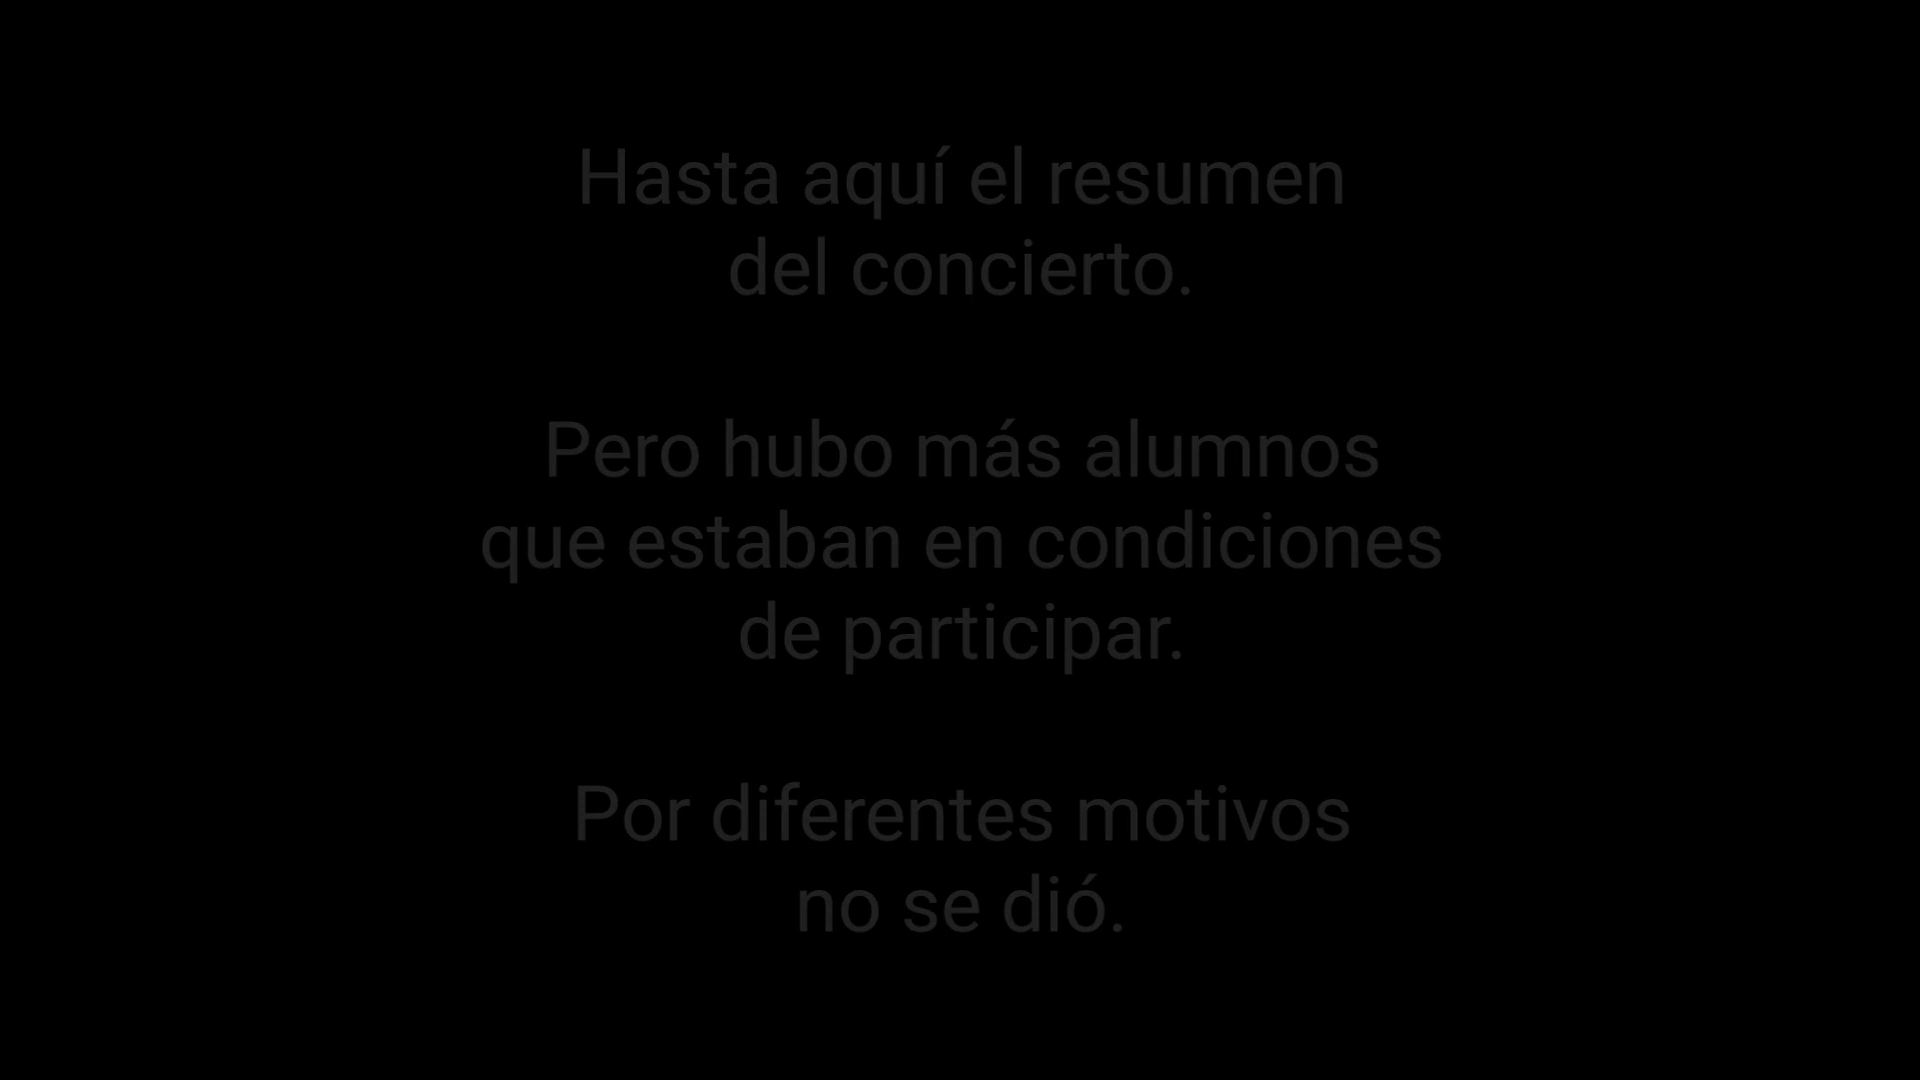 Hasta aquí el resumen
del concierto.
Pero hubo más alumnos
que estaban en condiciones
de participar.
Por diferentes motivos
no se dió.